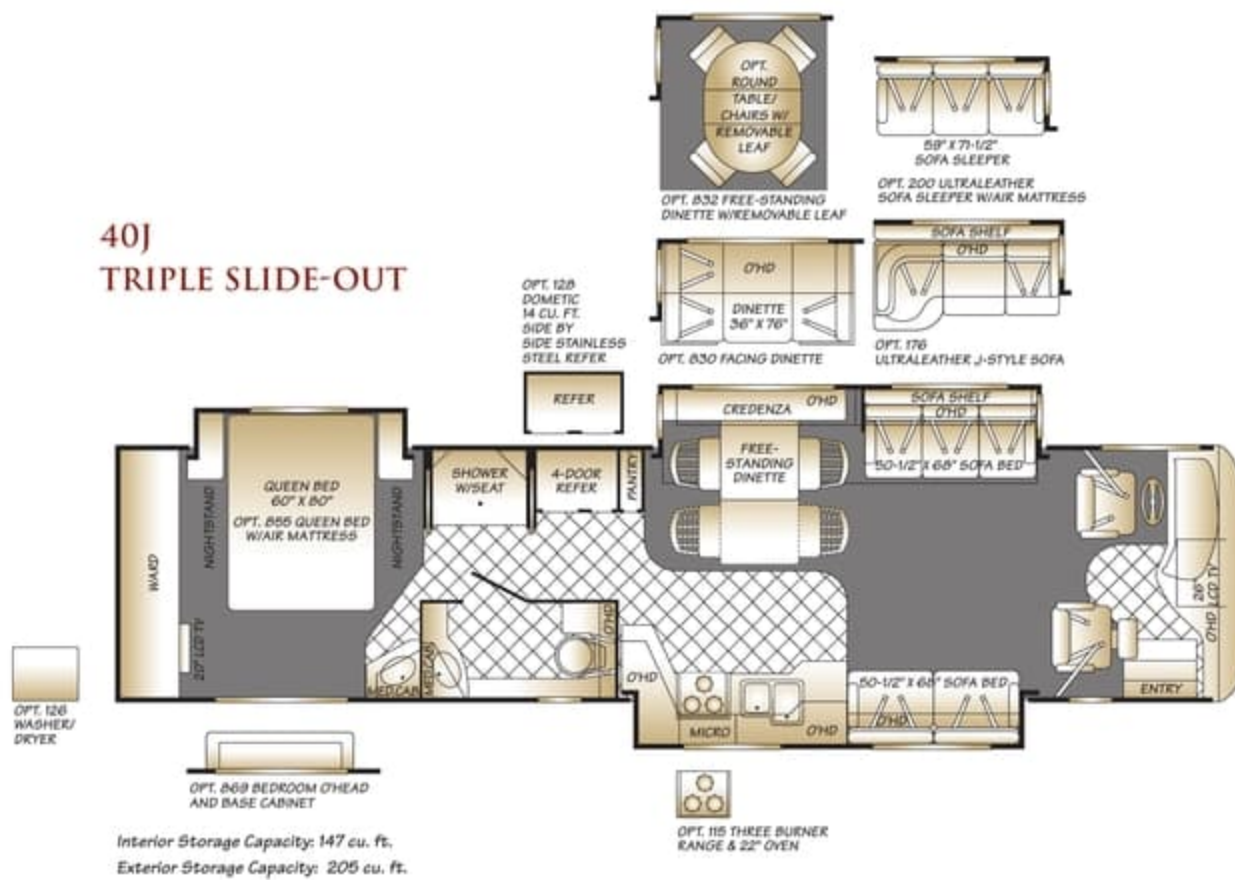 40J
TRIPLE SLIDE-OUT
OPT.
ROUND
TABLE/
CHAIRS W/
REMOVABLE
LEAF
OPT. 832 FREE-STANDING
DINETTE W/REMOVABLE LEAF
59" X 71-1/2"
SOFA SLEEPER
OPT. 200 ULTRALEATHER
SOFA SLEEPER W/AIR MATTRESS
O'HD
DINETTE
36" X 76"
OPT. 830 FACING DINETTE
SOFA SHELF
O'HD
OPT. 176
ULTRALEATHER J-STYLE SOFA
OPT. 128
DOMETIC
14 CU. FT.
SIDE BY
SIDE STAINLESS
STEEL REFER
REFER
WARD
NIGHTSTAND
QUEEN BED
60" X 80"
OPT. 855 QUEEN BED
W/AIR MATTRESS
NIGHTSTAND
20" LCD TV
SHOWER
W/SEAT
4-DOOR
REFER
PANTRY
CREDENZA
O'HD
FREE-
STANDING
DINETTE
SOFA SHELF
O'HD
50-1/2" X 68" SOFA BED
26"
LCD TV
O'HD
ENTRY
MED.CAB
MED.CAB
O'HD
O'HD
O'HD
MICRO
50-1/2" X 68" SOFA BED
O'HD
OPT. 126
WASHER/
DRYER
OPT. 869 BEDROOM O'HEAD
AND BASE CABINET
OPT. 115 THREE BURNER
RANGE & 22" OVEN
Interior Storage Capacity: 147 cu. ft.
Exterior Storage Capacity: 205 cu. ft.